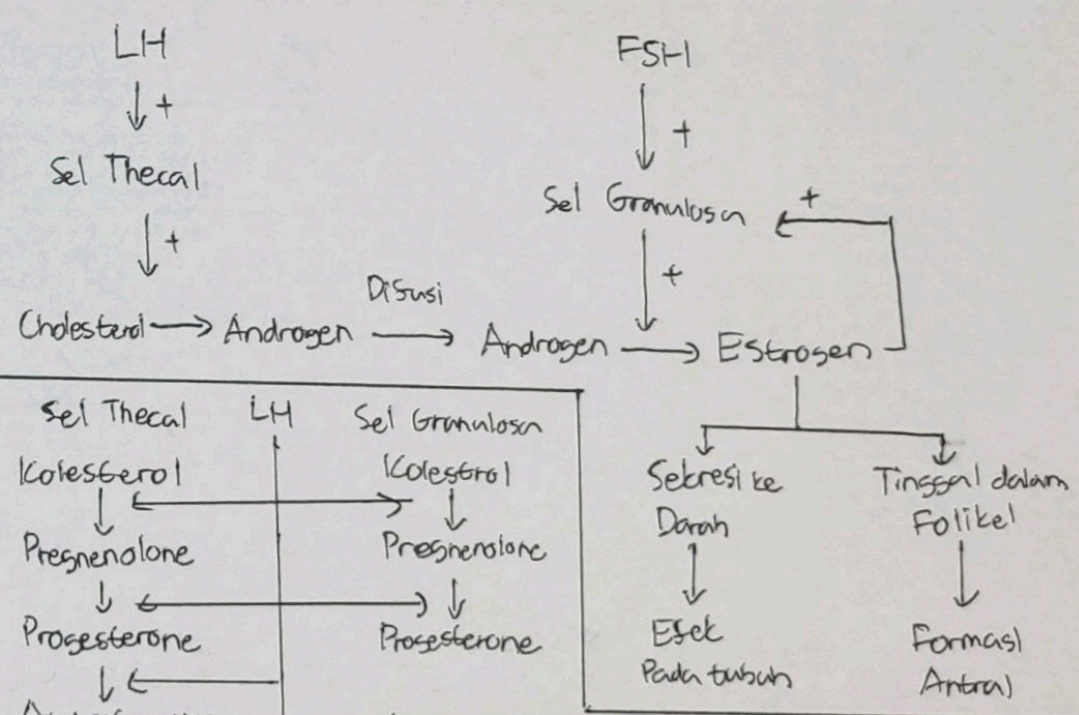 LH
FSH
+
+
Sel Thecal
Sel Granulosa
+
+
+
Difusi
Cholesterol → Androgen → Androgen → Estrogen
Sel Thecal LH Sel Granulosa
Kolesterol Kolestrol
Sekresi ke
Darah
Tinggal dalam
Folikel
Pregnenolone Pregnenolone
Progesterone Progesterone
Efek
Pada tubuh
Formasi
Antral